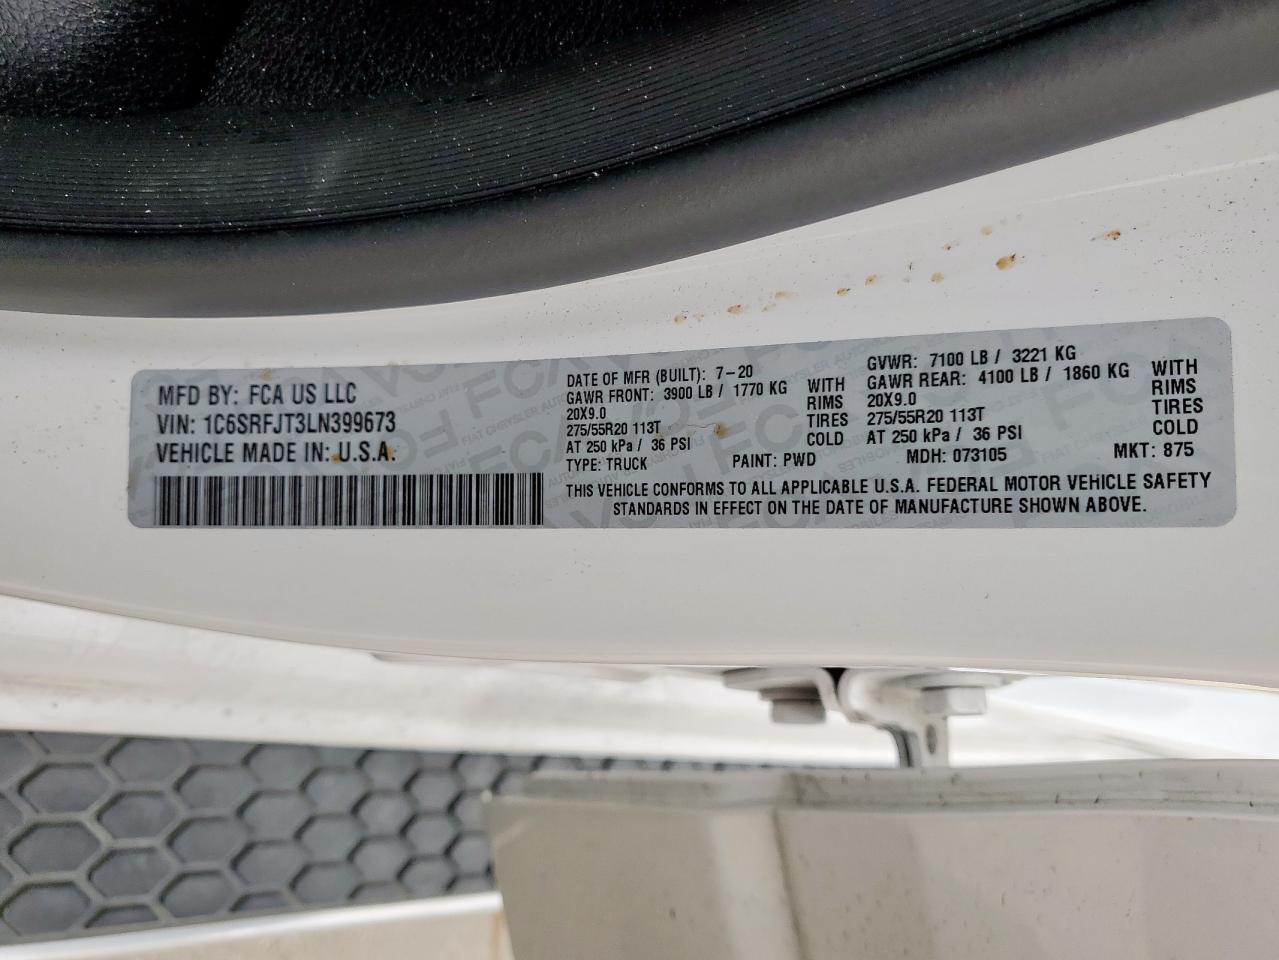 MFD BY: FCA US LLC
VIN: 1C6SRFJT3LN399673
VEHICLE MADE IN: U.S.A.
DATE OF MFR (BUILT): 7-20
GAWR FRONT: 3900 LB / 1770 KG WITH
20X9.0 RIMS
275/55R20 113T TIRES
AT 250 kPa / 36 PSI COLD
TYPE: TRUCK PAINT: PWD
GVWR: 7100 LB / 3221 KG
GAWR REAR: 4100 LB / 1860 KG WITH
20X9.0 RIMS
275/55R20 113T TIRES
AT 250 kPa / 36 PSI COLD
MDH: 073105 MKT: 875
THIS VEHICLE CONFORMS TO ALL APPLICABLE U.S.A. FEDERAL MOTOR VEHICLE SAFETY
STANDARDS IN EFFECT ON THE DATE OF MANUFACTURE SHOWN ABOVE.